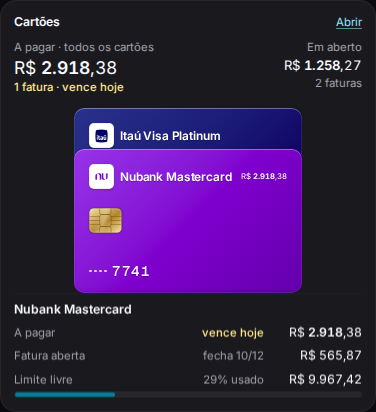 Cartões Abrir
A pagar · todos os cartões Em aberto
R$ 2.918,38 R$ 1.258,27
1 fatura · vence hoje 2 faturas
Itaú Itaú Visa Platinum
nu Nubank Mastercard R$ 2.918,38
---- 7741
Nubank Mastercard
A pagar vence hoje R$ 2.918,38
Fatura aberta fecha 10/12 R$ 565,87
Limite livre 29% usado R$ 9.967,42